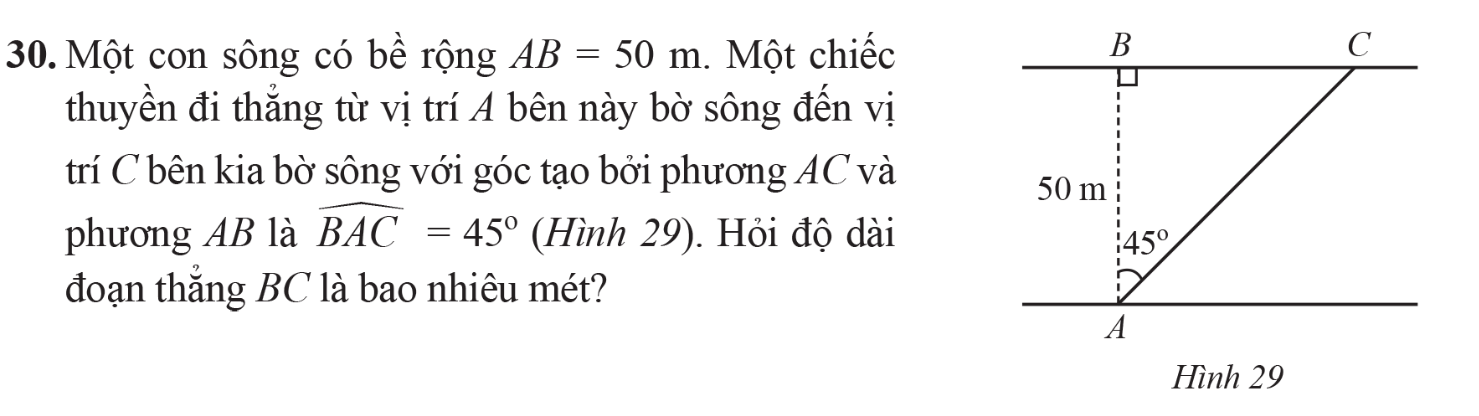 30. Một con sông có bề rộng AB = 50 m. Một chiếc
thuyền đi thẳng từ vị trí A bên này bờ sông đến vị
trí C bên kia bờ sông với góc tạo bởi phương AC và
phương AB là \widehat{BAC} = 45° (Hình 29). Hỏi độ dài
đoạn thẳng BC là bao nhiêu mét?
B
C
50 m
45°
A
Hình 29